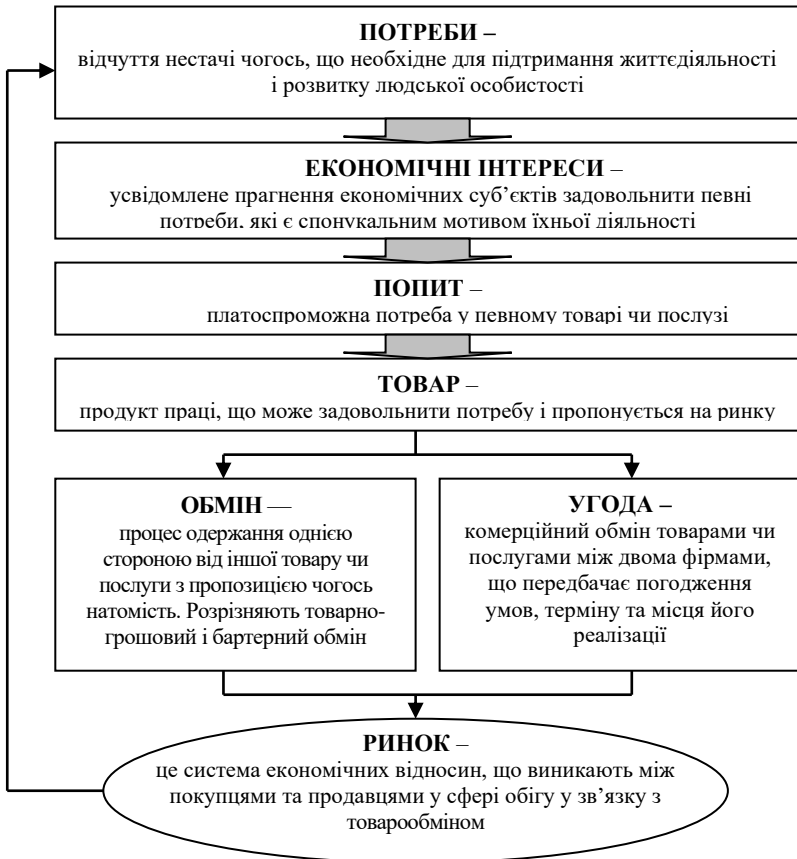 ПОТРЕБИ –
відчуття нестачі чогось, що необхідне для підтримання життєдіяльності
і розвитку людської особистості
ЕКОНОМІЧНІ ІНТЕРЕСИ –
усвідомлене прагнення економічних суб’єктів задовольнити певні
потреби, які є спонукальним мотивом їхньої діяльності
ПОПИТ –
платоспроможна потреба у певному товарі чи послузі
ТОВАР –
продукт праці, що може задовольнити потребу і пропонується на ринку
ОБМІН —
процес одержання однією
стороною від іншої товару чи
послуги з пропозицією чогось
натомість. Розрізняють товарно-
грошовий і бартерний обмін
УГОДА –
комерційний обмін товарами чи
послугами між двома фірмами,
що передбачає погодження
умов, терміну та місця його
реалізації
РИНОК –
це система економічних відносин, що виникають між
покупцями та продавцями у сфері обігу у зв’язку з
товарообміном